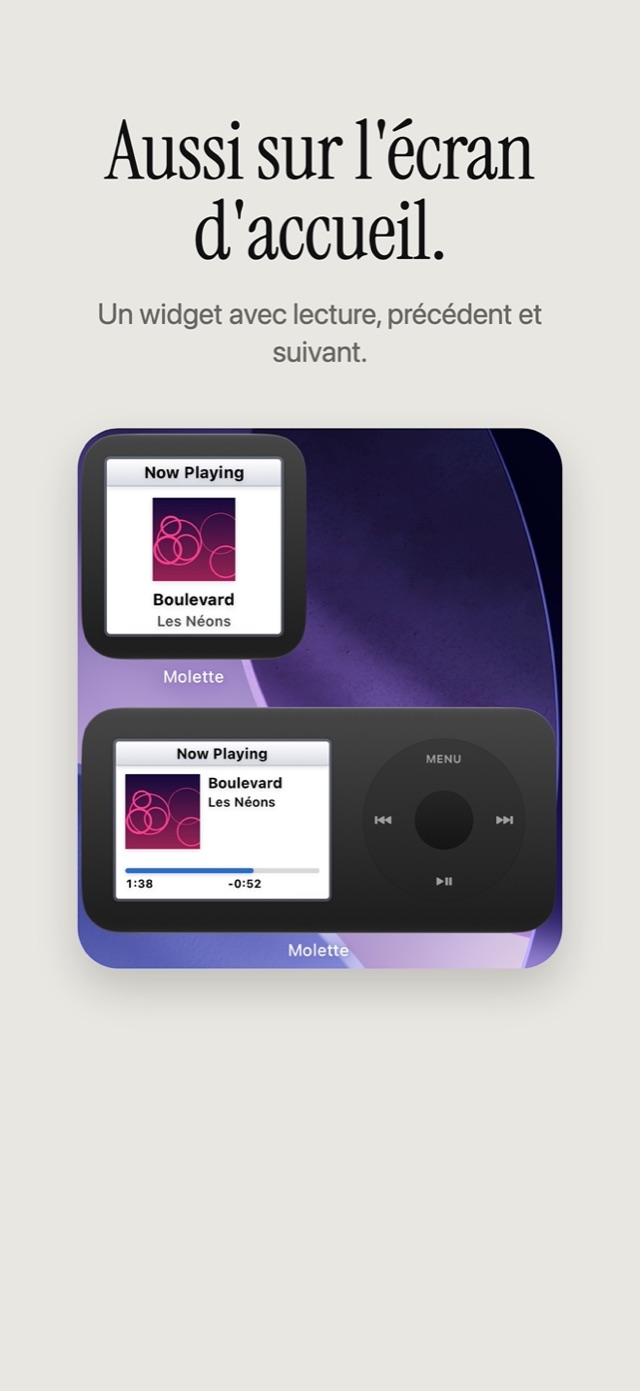 Aussi sur l'écran
d'accueil.
Un widget avec lecture, précédent et
suivant.
Now Playing
Boulevard
Les Néons
Molette
Now Playing
Boulevard
Les Néons
1:38 -0:52
MENU
Molette